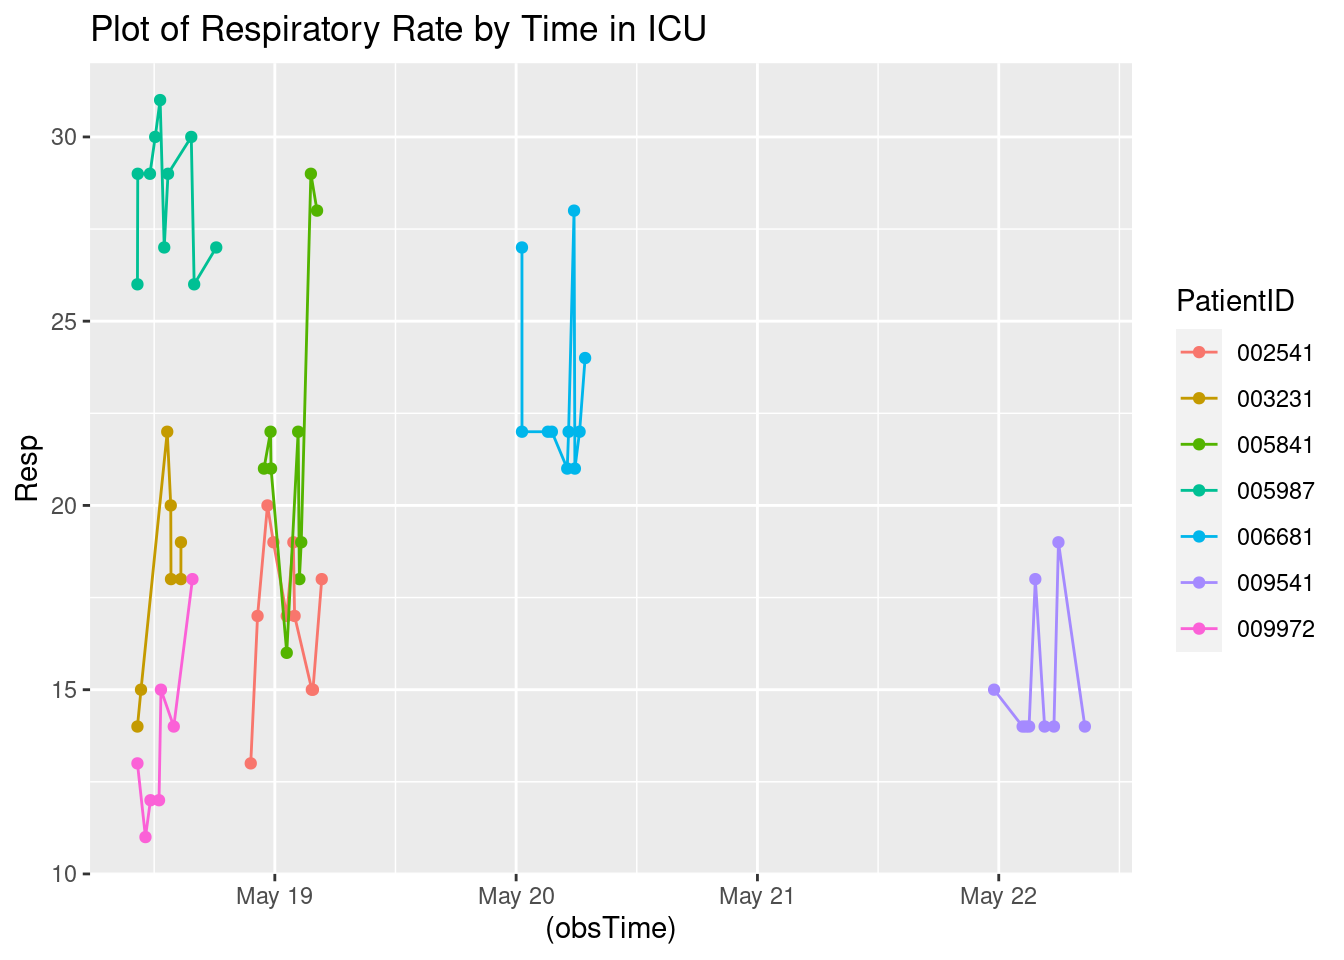 Plot of Respiratory Rate by Time in ICU
Resp
30
25
20
15
10
May 19
May 20
May 21
May 22
(obsTime)
PatientID
002541
003231
005841
005987
006681
009541
009972